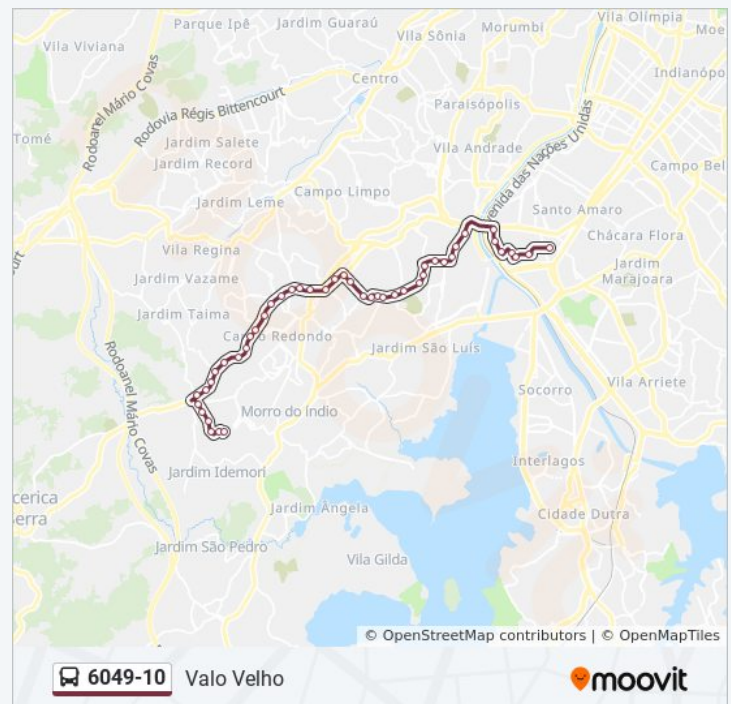 Parque Ipê
Jardim Guaraú
Morumbi
Vila Olímpia
Moe
Vila Viviana
Vila Sônia
Indianópo
Centro
Rodoanel Mário Covas
Rodovia Régis Bittencourt
Paraisópolis
Tomé
Jardim Salete
Jardim Record
Vila Andrade
Avenida das Nações Unidas
Campo Bel
Campo Limpo
Jardim Leme
Santo Amaro
Chácara Flora
Vila Regina
Jardim Vazame
Jardim Marajoara
court
Jardim Taima
Campo Redondo
Jardim São Luís
Rodoanel Mário Covas
Socorro
Vila Arriete
Morro do Índio
Jardim Idemori
Interlagos
cerica
Serra
Jardim Ângela
Cidade Dutra
Jardim São Pedro
Vila Gilda
© OpenStreetMap contributors | © OpenMapTiles
6049-10 Valo Velho
moovit